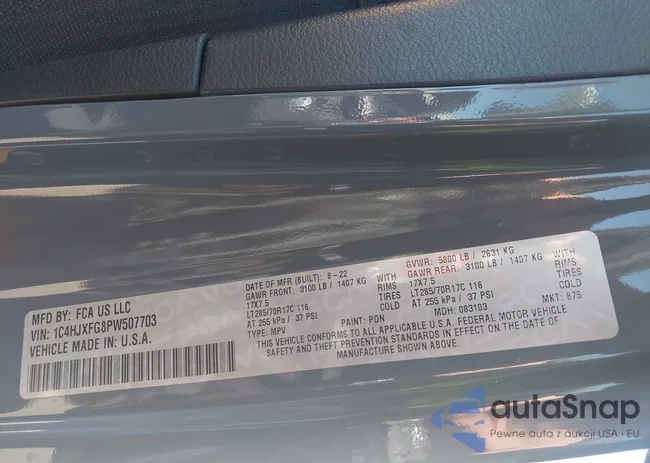 MFD BY: FCA US LLC
VIN: 1C4HJXFG8PW507703
VEHICLE MADE IN: U.S.A.
DATE OF MFR (BUILT): 8-22
GVWR: 5800 LB / 2631 KG
GAWR FRONT: 3100 LB / 1407 KG WITH
17X7.5 RIMS
LT285/70R17C 116 TIRES
AT 255 kPa / 37 PSI COLD
GAWR REAR: 3100 LB / 1407 KG WITH
17X7.5 RIMS
LT285/70R17C 116 TIRES
AT 255 kPa / 37 PSI COLD
TYPE: MPV
PAINT: PDN
MDH: 083103
MKT: 875
THIS VEHICLE CONFORMS TO ALL APPLICABLE U.S.A. FEDERAL MOTOR VEHICLE
SAFETY AND THEFT PREVENTION STANDARDS IN EFFECT ON THE DATE OF
MANUFACTURE SHOWN ABOVE.
autaSnap
Pewne auta z aukcji USA i EU